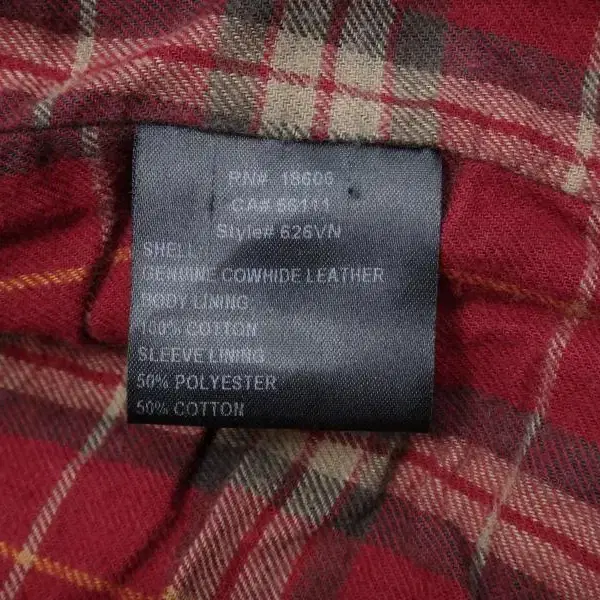 RN# 18606
CA# 56111
Style# 626VN
SHELL
GENUINE COWHIDE LEATHER
BODY LINING
100% COTTON
SLEEVE LINING
50% POLYESTER
50% COTTON